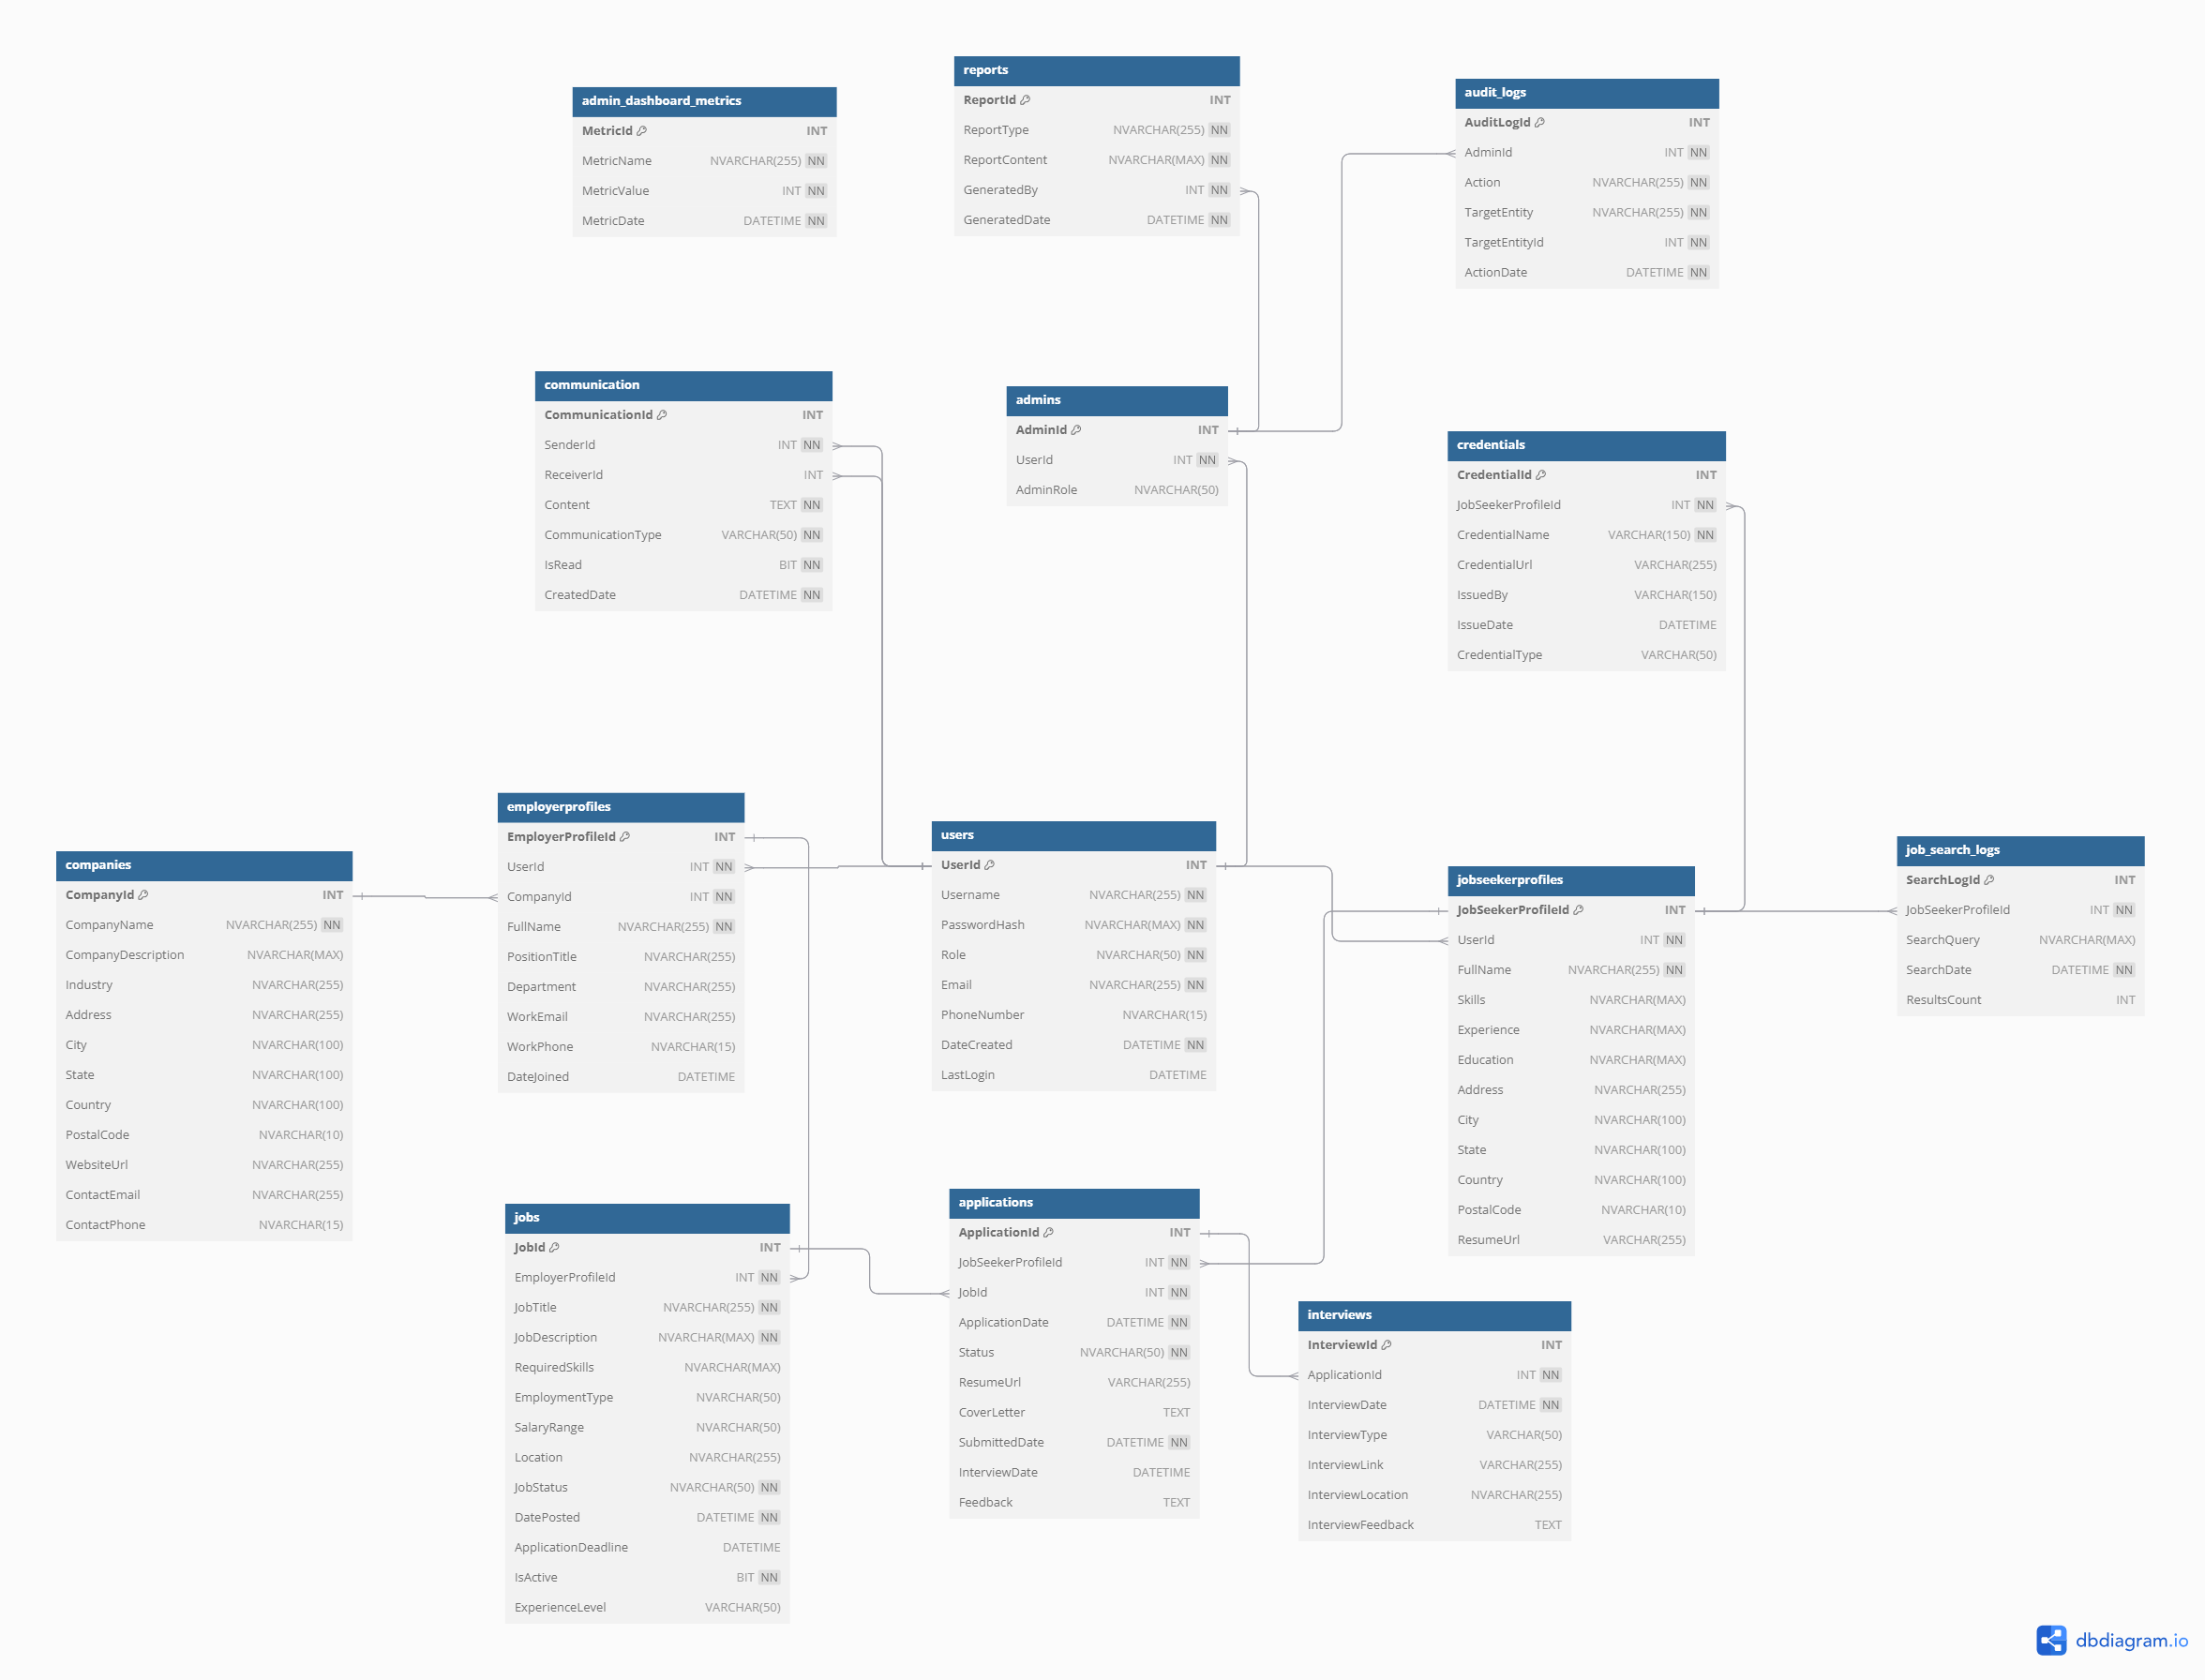 admin_dashboard_metrics
MetricId INT
MetricName NVARCHAR(255) NN
MetricValue INT NN
MetricDate DATETIME NN
reports
ReportId INT
ReportType NVARCHAR(255) NN
ReportContent NVARCHAR(MAX) NN
GeneratedBy INT NN
GeneratedDate DATETIME NN
audit_logs
AuditLogId INT
AdminId INT NN
Action NVARCHAR(255) NN
TargetEntity NVARCHAR(255) NN
TargetEntityId INT NN
ActionDate DATETIME NN
communication
CommunicationId INT
SenderId INT NN
ReceiverId INT
Content TEXT NN
CommunicationType VARCHAR(50) NN
IsRead BIT NN
CreatedDate DATETIME NN
admins
AdminId INT
UserId INT NN
AdminRole NVARCHAR(50)
credentials
CredentialId INT
JobSeekerProfileId INT NN
CredentialName VARCHAR(150) NN
CredentialUrl VARCHAR(255)
IssuedBy VARCHAR(150)
IssueDate DATETIME
CredentialType VARCHAR(50)
companies
CompanyId INT
CompanyName NVARCHAR(255) NN
CompanyDescription NVARCHAR(MAX)
Industry NVARCHAR(255)
Address NVARCHAR(255)
City NVARCHAR(100)
State NVARCHAR(100)
Country NVARCHAR(100)
PostalCode NVARCHAR(10)
WebsiteUrl NVARCHAR(255)
ContactEmail NVARCHAR(255)
ContactPhone NVARCHAR(15)
employerprofiles
EmployerProfileId INT
UserId INT NN
CompanyId INT NN
FullName NVARCHAR(255) NN
PositionTitle NVARCHAR(255)
Department NVARCHAR(255)
WorkEmail NVARCHAR(255)
WorkPhone NVARCHAR(15)
DateJoined DATETIME
users
UserId INT
Username NVARCHAR(255) NN
PasswordHash NVARCHAR(MAX) NN
Role NVARCHAR(50) NN
Email NVARCHAR(255) NN
PhoneNumber NVARCHAR(15)
DateCreated DATETIME NN
LastLogin DATETIME
jobseekerprofiles
JobSeekerProfileId INT
UserId INT NN
FullName NVARCHAR(255) NN
Skills NVARCHAR(MAX)
Experience NVARCHAR(MAX)
Education NVARCHAR(MAX)
Address NVARCHAR(255)
City NVARCHAR(100)
State NVARCHAR(100)
Country NVARCHAR(100)
PostalCode NVARCHAR(10)
ResumeUrl VARCHAR(255)
job_search_logs
SearchLogId INT
JobSeekerProfileId INT NN
SearchQuery NVARCHAR(MAX)
SearchDate DATETIME NN
ResultsCount INT
jobs
JobId INT
EmployerProfileId INT NN
JobTitle NVARCHAR(255) NN
JobDescription NVARCHAR(MAX) NN
RequiredSkills NVARCHAR(MAX)
EmploymentType NVARCHAR(50)
SalaryRange NVARCHAR(50)
Location NVARCHAR(255)
JobStatus NVARCHAR(50) NN
DatePosted DATETIME NN
ApplicationDeadline DATETIME
IsActive BIT NN
ExperienceLevel VARCHAR(50)
applications
ApplicationId INT
JobSeekerProfileId INT NN
JobId INT NN
ApplicationDate DATETIME NN
Status NVARCHAR(50) NN
ResumeUrl VARCHAR(255)
CoverLetter TEXT
SubmittedDate DATETIME NN
InterviewDate DATETIME
Feedback TEXT
interviews
InterviewId INT
ApplicationId INT NN
InterviewDate DATETIME NN
InterviewType VARCHAR(50)
InterviewLink VARCHAR(255)
InterviewLocation NVARCHAR(255)
InterviewFeedback TEXT
dbdiagram.io